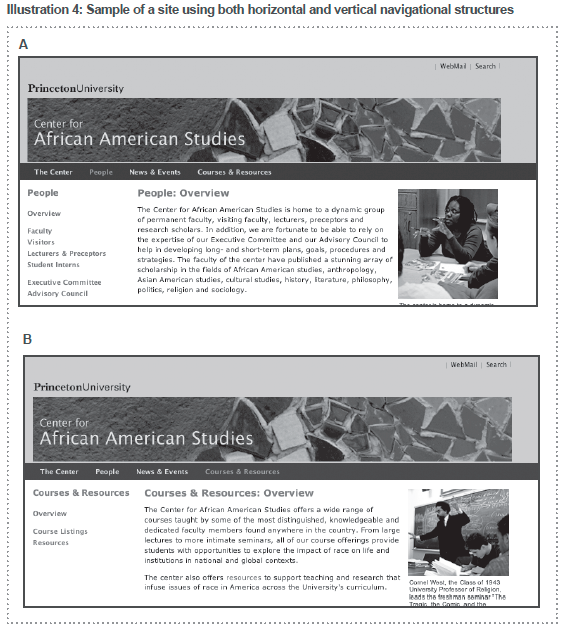 Illustration 4: Sample of a site using both horizontal and vertical navigational structures
A
| WebMail | Search |
PrincetonUniversity
Center for
African American Studies
The Center People News & Events Courses & Resources
People
Overview
Faculty
Visitors
Lecturers & Preceptors
Student Interns
Executive Committee
Advisory Council
People: Overview
The Center for African American Studies is home to a dynamic group
of permanent faculty, visiting faculty, lecturers, preceptors and
research scholars. In addition, we are fortunate to be able to rely on
the expertise of our Executive Committee and our Advisory Council to
help in developing long- and short-term plans, goals, procedures and
strategies. The faculty of the center have published a stunning array of
scholarship in the fields of African American studies, anthropology,
Asian American studies, cultural studies, history, literature, philosophy,
politics, religion and sociology.
B
| WebMail | Search |
PrincetonUniversity
Center for
African American Studies
The Center People News & Events Courses & Resources
Courses & Resources
Overview
Course Listings
Resources
Courses & Resources: Overview
The Center for African American Studies offers a wide range of
courses taught by some of the most distinguished, knowledgeable and
dedicated faculty members found anywhere in the country. From large
lectures to more intimate seminars, all of our course offerings provide
students with opportunities to explore the impact of race on life and
institutions in national and global contexts.
The center also offers resources to support teaching and research that
infuse issues of race in America across the University's curriculum.
Cornel West, the Class of 1943
University Professor of Religion,
leads the freshman seminar "The
Tragic, the Comic, and the